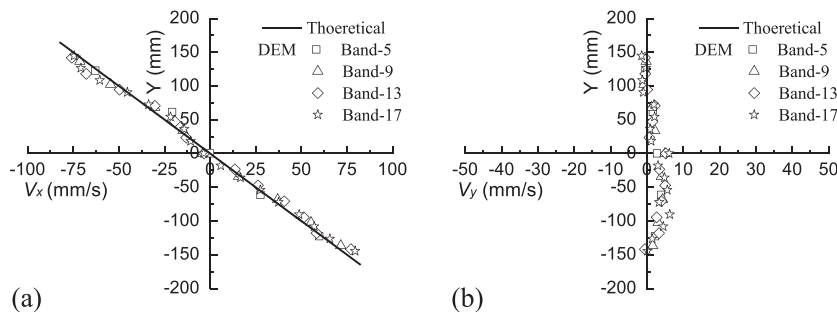 200
150
100
50
0
-50
-100
-150
-200
Y (mm)
-100 -75 -50 -25 0 25 50 75 100
Vx (mm/s)
Thoeretical
DEM Band-5
Band-9
Band-13
Band-17
(a)
200
150
100
50
0
-50
-100
-150
-200
Y (mm)
-50 -40 -30 -20 -10 0 10 20 30 40 50
Vy (mm/s)
Thoeretical
DEM Band-5
Band-9
Band-13
Band-17
(b)